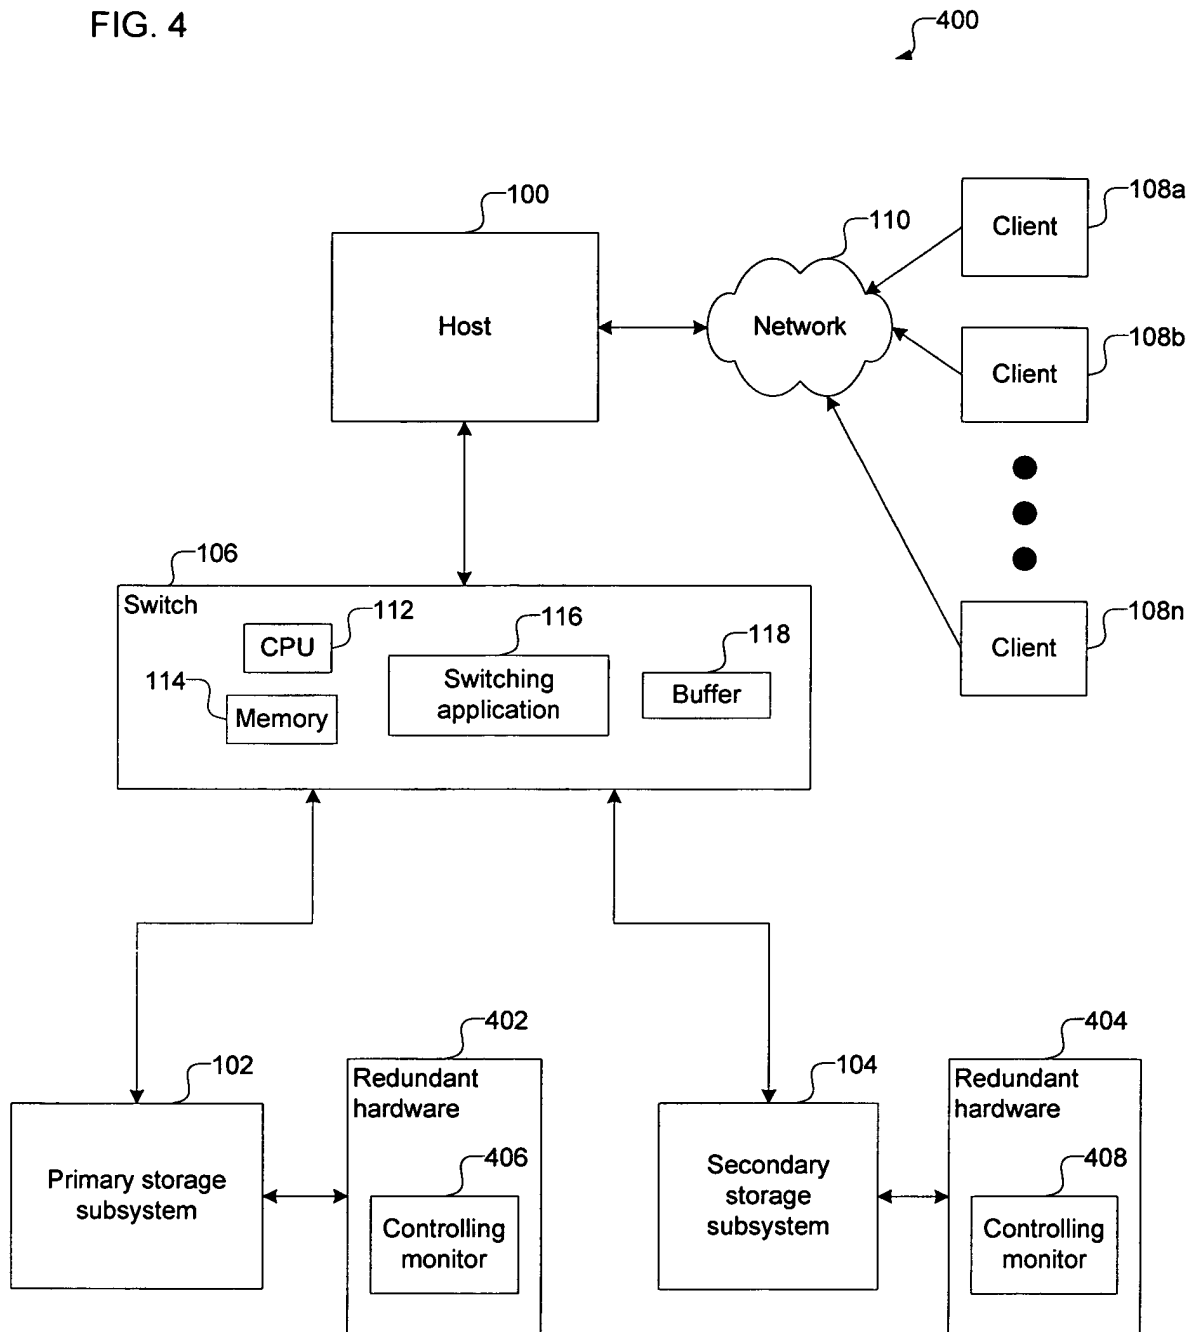 FIG. 4
400
100
Host
110
Network
108a
Client
108b
Client
108n
Client
106
Switch
112
CPU
114
Memory
116
Switching
application
118
Buffer
102
Primary storage
subsystem
402
Redundant
hardware
406
Controlling
monitor
104
Secondary
storage
subsystem
404
Redundant
hardware
408
Controlling
monitor